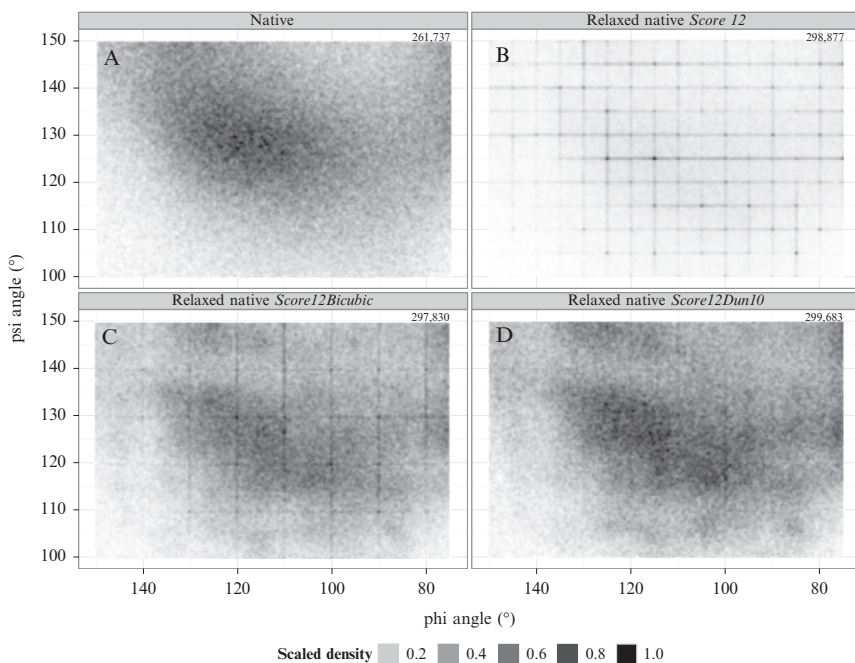 Native
Relaxed native Score 12
A
261,737
B
298,877
150
140
130
120
110
100
Relaxed native Score12Bicubic
Relaxed native Score12Dun10
C
297,830
D
299,683
150
140
130
120
110
100
psi angle (°)
140 120 100 80
140 120 100 80
phi angle (°)
Scaled density 0.2 0.4 0.6 0.8 1.0